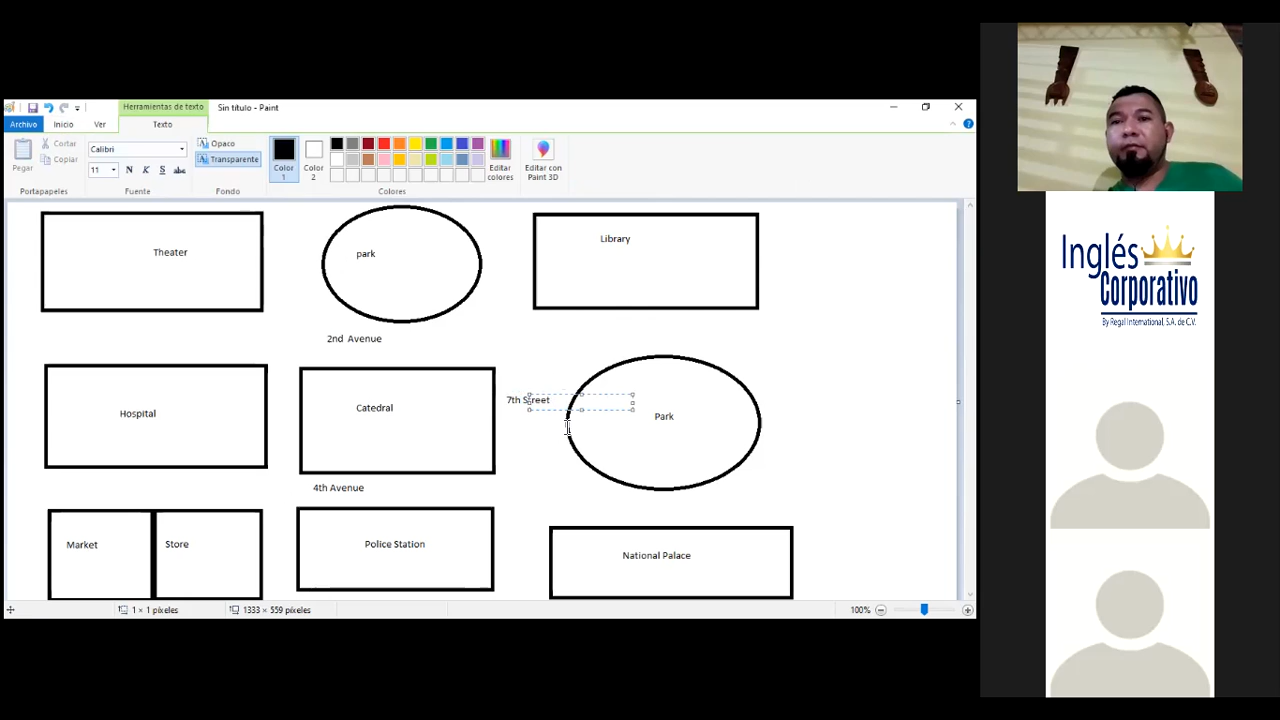 Herramientas de texto
Sin título - Paint
Archivo
Inicio
Ver
Texto
Pegar
Cortar
Copiar
Portapapeles
Calibri
11
N K S abc
Fuente
Opaco
Transparente
Fondo
Color
1
Color
2
Editar
colores
Editar con
Paint 3D
Colores
Theater
park
Library
2nd Avenue
Hospital
Catedral
7th Street
Park
4th Avenue
Market
Store
Police Station
National Palace
1 × 1 píxeles
1333 × 559 píxeles
100%
Inglés
Corporativo
By Regal International, S.A. de C.V.